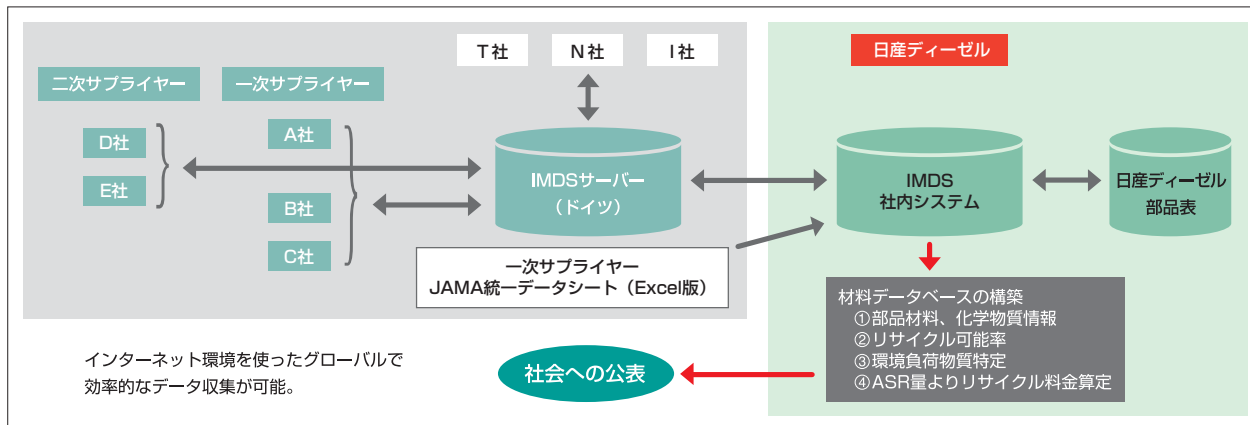 T社
N社
I社
日産ディーゼル
二次サプライヤー
一次サプライヤー
D社
E社
A社
B社
C社
IMDSサーバー
（ドイツ）
IMDS
社内システム
日産ディーゼル
部品表
一次サプライヤー
JAMA統一データシート（Excel版）
材料データベースの構築
①部品材料、化学物質情報
②リサイクル可能率
③環境負荷物質特定
④ASR量よりリサイクル料金算定
社会への公表
インターネット環境を使ったグローバルで
効率的なデータ収集が可能。